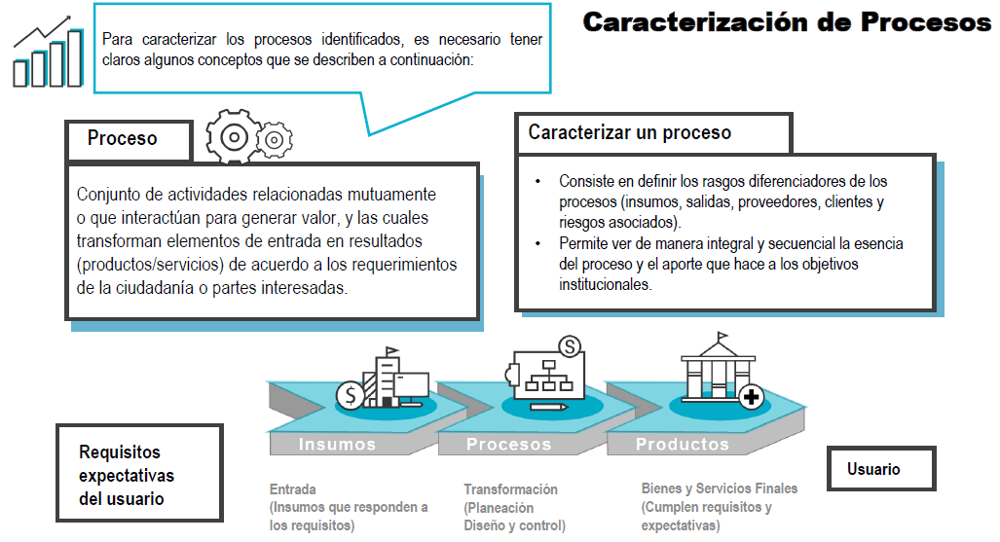 Caracterización de Procesos
Para caracterizar los procesos identificados, es necesario tener
claros algunos conceptos que se describen a continuación:
Proceso
Conjunto de actividades relacionadas mutuamente
o que interactúan para generar valor, y las cuales
transforman elementos de entrada en resultados
(productos/servicios) de acuerdo a los requerimientos
de la ciudadanía o partes interesadas.
Caracterizar un proceso
• Consiste en definir los rasgos diferenciadores de los
procesos (insumos, salidas, proveedores, clientes y
riesgos asociados).
• Permite ver de manera integral y secuencial la esencia
del proceso y el aporte que hace a los objetivos
institucionales.
Requisitos
expectativas
del usuario
$
Insumos
Entrada
(Insumos que responden a
los requisitos)
S
Procesos
Transformación
(Planeación
Diseño y control)
Productos
Bienes y Servicios Finales
(Cumplen requisitos y
expectativas)
Usuario